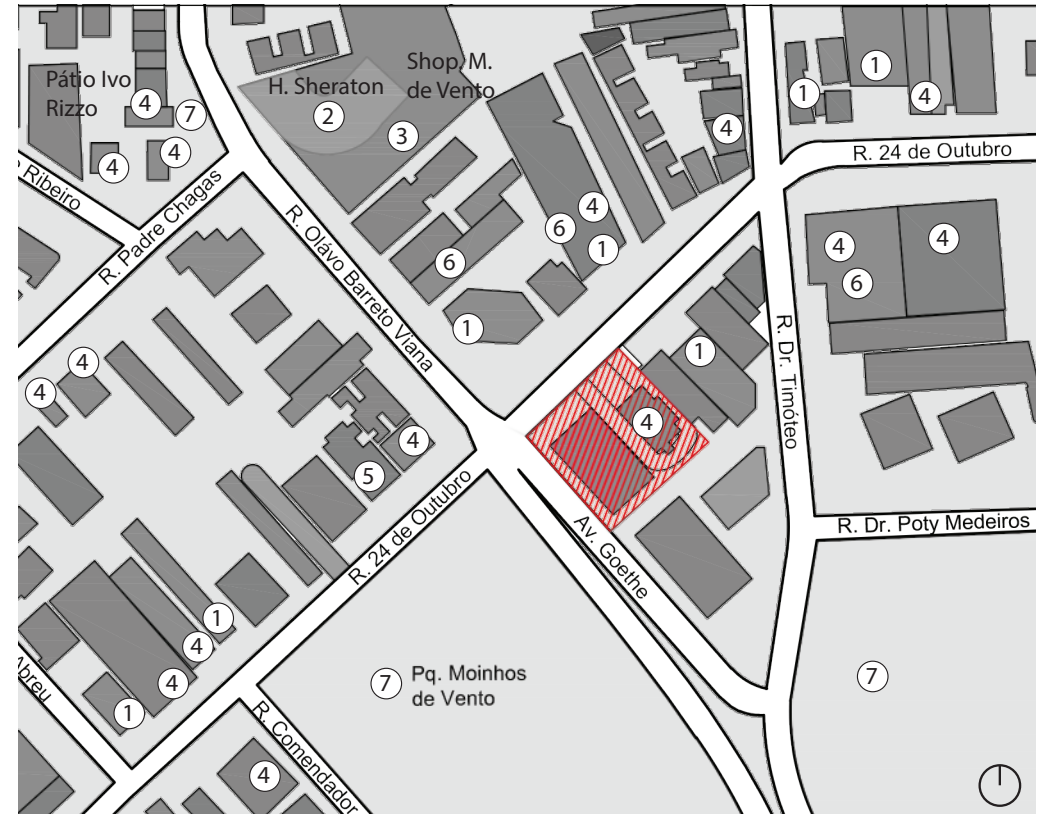 Pátio Ivo
Rizzo
4
7
4
4
H. Sheraton
2
Shop. M.
de Vento
3
1
1
4
4
R. 24 de Outubro
Ribeiro
R. Padre Chagas
R. Olávo Barreto Viana
6
4
6
1
1
4
4
6
1
R. Dr. Timóteo
4
4
4
4
5
R. 24 de Outubro
Av. Goethe
R. Dr. Poty Medeiros
1
4
4
1
Abreu
7
Pq. Moinhos
de Vento
7
R. Comendador
4